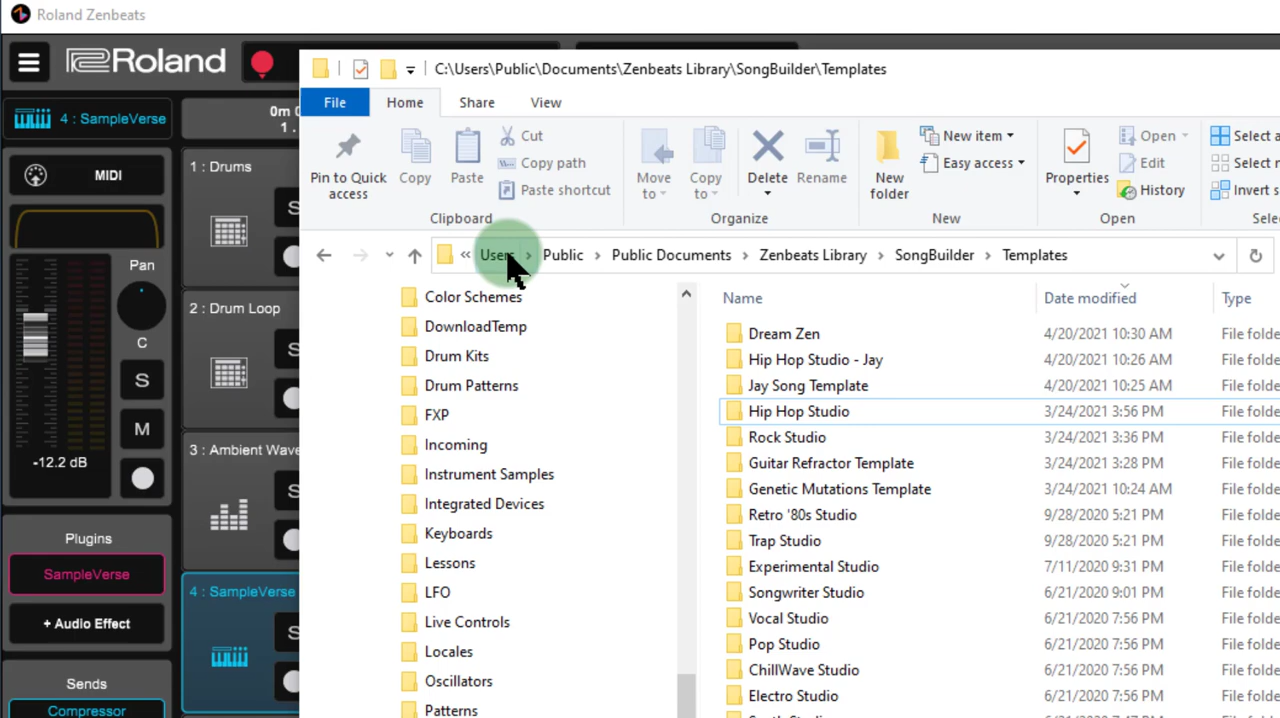 Roland Zenbeats
Roland
C:\Users\Public\Documents\Zenbeats Library\SongBuilder\Templates
File
Home
Share
View
4 : SampleVerse
0m 0
1 .
MIDI
Pan
C
S
M
-12.2 dB
Plugins
SampleVerse
+ Audio Effect
Sends
Compressor
1 : Drums
S
2 : Drum Loop
S
3 : Ambient Wave
S
4 : SampleVerse
S
Pin to Quick
access
Copy
Paste
Cut
Copy path
Paste shortcut
Clipboard
Move
to
Copy
to
Delete
Rename
Organize
New
folder
New item
Easy access
New
Properties
Open
Edit
History
Open
Select a
Select n
Invert s
Selec
« Users > Public > Public Documents > Zenbeats Library > SongBuilder > Templates
Color Schemes
DownloadTemp
Drum Kits
Drum Patterns
FXP
Incoming
Instrument Samples
Integrated Devices
Keyboards
Lessons
LFO
Live Controls
Locales
Oscillators
Patterns
Name Date modified Type
Dream Zen 4/20/2021 10:30 AM File folde
Hip Hop Studio - Jay 4/20/2021 10:26 AM File folde
Jay Song Template 4/20/2021 10:25 AM File folde
Hip Hop Studio 3/24/2021 3:56 PM File folde
Rock Studio 3/24/2021 3:36 PM File folde
Guitar Refractor Template 3/24/2021 3:28 PM File folde
Genetic Mutations Template 3/24/2021 10:24 AM File folde
Retro '80s Studio 9/28/2020 5:21 PM File folde
Trap Studio 9/28/2020 5:21 PM File folde
Experimental Studio 7/11/2020 9:31 PM File folde
Songwriter Studio 6/21/2020 9:01 PM File folde
Vocal Studio 6/21/2020 7:56 PM File folde
Pop Studio 6/21/2020 7:56 PM File folde
ChillWave Studio 6/21/2020 7:56 PM File folde
Electro Studio 6/21/2020 7:56 PM File folde